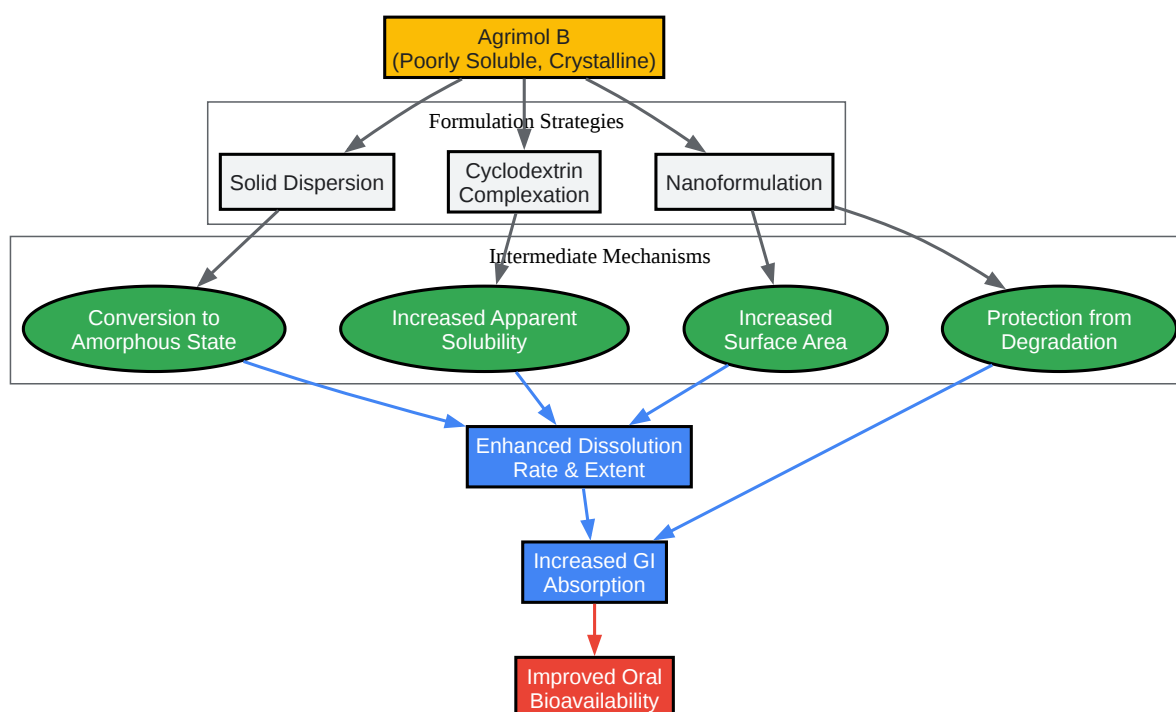 Agrimol B
(Poorly Soluble, Crystalline)
Formulation Strategies
Solid Dispersion
Cyclodextrin
Complexation
Nanoformulation
Intermediate Mechanisms
Conversion to
Amorphous State
Increased Apparent
Solubility
Increased
Surface Area
Protection from
Degradation
Enhanced Dissolution
Rate & Extent
Increased GI
Absorption
Improved Oral
Bioavailability